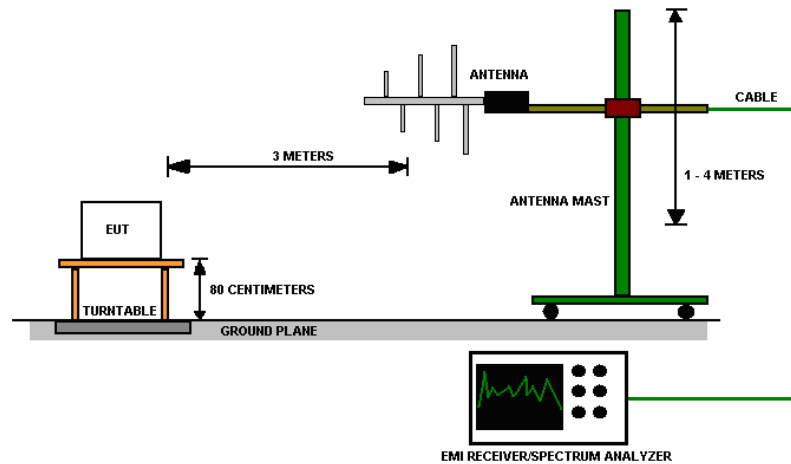 ANTENNA
CABLE
3 METERS
1 - 4 METERS
ANTENNA MAST
EUT
80 CENTIMETERS
TURNTABLE
GROUND PLANE
EMI RECEIVER/SPECTRUM ANALYZER